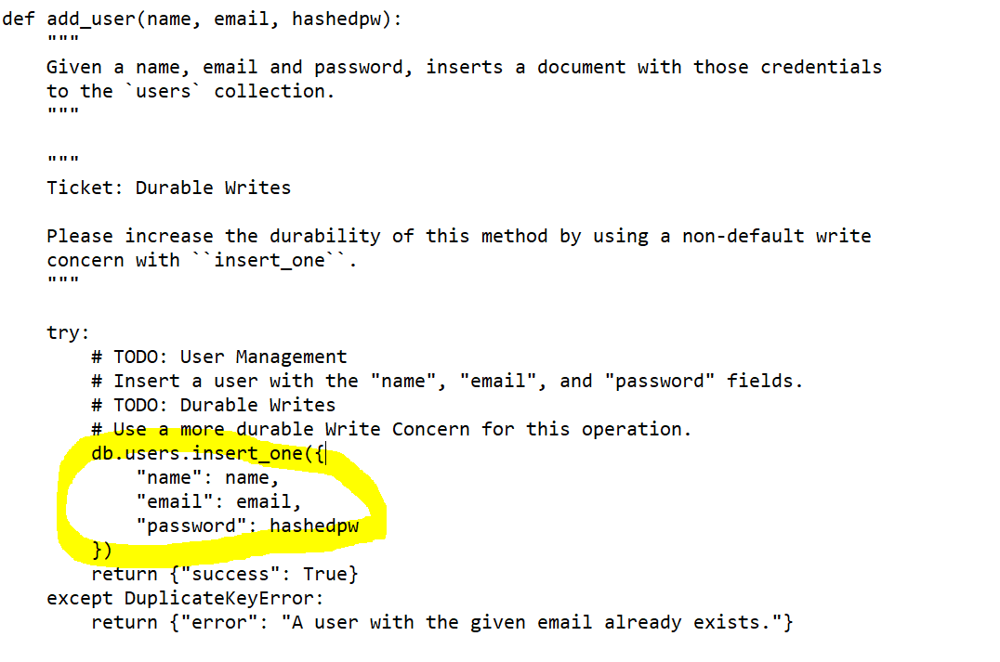 def add_user(name, email, hashedpw):
    """
    Given a name, email and password, inserts a document with those credentials
    to the `users` collection.
    """

    """
    Ticket: Durable Writes

    Please increase the durability of this method by using a non-default write
    concern with ``insert_one``.
    """

    try:
        # TODO: User Management
        # Insert a user with the "name", "email", and "password" fields.
        # TODO: Durable Writes
        # Use a more durable Write Concern for this operation.
        db.users.insert_one({
            "name": name,
            "email": email,
            "password": hashedpw
        })
        return {"success": True}
    except DuplicateKeyError:
        return {"error": "A user with the given email already exists."}